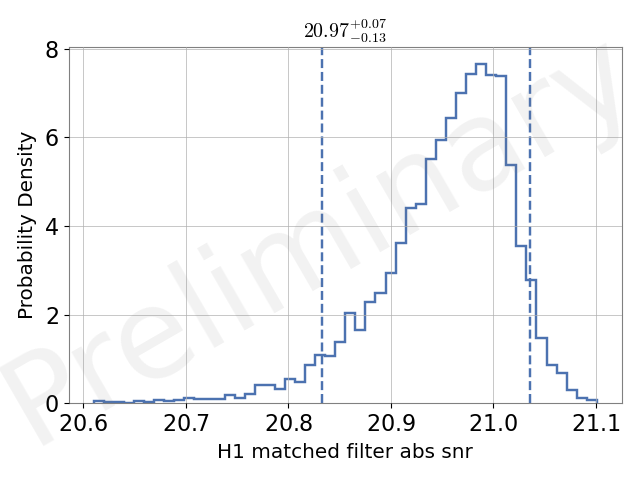 20.97+0.07−0.13
Probability Density
8
6
4
2
0
Preliminary
20.6 20.7 20.8 20.9 21.0 21.1
H1 matched filter abs snr